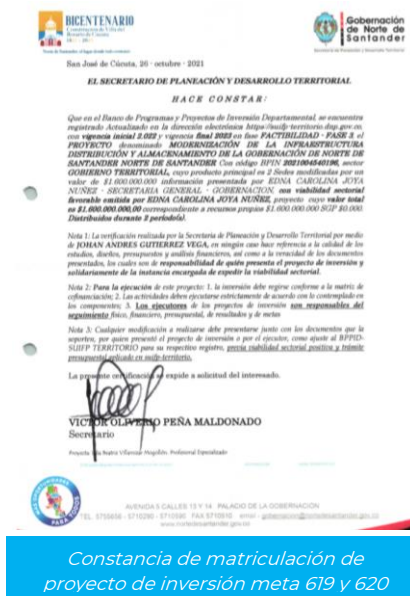 BICENTENARIO
Gobernación
de Norte de
Santander
San José de Cúcuta, 26 - octubre - 2021
EL SECRETARIO DE PLANEACIÓN Y DESARROLLO TERRITORIAL
HACE CONSTAR:
Que en el Banco de Programas y Proyectos de Inversión Departamental, se encuentra
registrado Actualizado en la dirección electrónica https://suifp-territorio.dnp.gov.co,
con vigencia inicial 2.022 y vigencia final 2023 en fase FACTIBILIDAD - FASE 3, el
PROYECTO denominado MODERNIZACIÓN DE LA INFRAESTRUCTURA
DISTRIBUCIÓN Y ALMACENAMIENTO DE LA GOBERNACIÓN DE NORTE DE
SANTANDER NORTE DE SANTANDER Con código BPIN sector
GOBIERNO TERRITORIAL, cuyo producto principal es 2 Sedes modificadas por un
valor de $1.600.000.000 información presentada por EDNA CAROLINA JOYA
NUÑEZ - SECRETARIA GENERAL - GOBERNACION, con viabilidad sectorial
favorable emitida por EDNA CAROLINA JOYA NUÑEZ, proyecto cuyo valor total
es $1.600.000.000,00 correspondiente a recursos propios $1.600.000.000 SGP $0.000.
Distribuidos durante 2 periodo(s).
Nota 1: La verificación realizada por la Secretaría de Planeación y Desarrollo Territorial por medio
de JOHAN ANDRES GUTIERREZ VEGA, en ningún caso hace referencia a la calidad de los
estudios, diseños, presupuestos y análisis financieros, así como a la veracidad de los documentos
presentados, los cuales son de responsabilidad de quién presenta el proyecto de inversión y
solidariamente de la instancia encargada de expedir la viabilidad sectorial.
Nota 2: Para la ejecución de este proyecto: 1. la inversión debe regirse conforme a la matriz de
cofinanciación; 2. Las actividades deben ejecutarse estrictamente de acuerdo con lo contemplado en
los componentes; 3. Los ejecutores de los proyectos de inversión son responsables del
seguimiento físico, financiero, presupuestal, de resultados y de metas
Nota 3: Cualquier modificación a realizarse debe presentarse junto con los documentos que la
soporten, por quien presentó el proyecto de inversión o por el ejecutor, como ajuste al BPPID-
SUIFP TERRITORIO para su respectivo registro, previa viabilidad sectorial positiva y trámite
presupuestal aplicado en suifp-territorio.
La presente certificación se expide a solicitud del interesado.
VICTOR OLIVERIO PEÑA MALDONADO
Secretario
Profesional Especializado
AVENIDA 5 CALLES 13 Y 14 PALACIO DE LA GOBERNACION
www.nortedesantander.gov.co
Constancia de matriculación de
proyecto de inversión meta 619 y 620